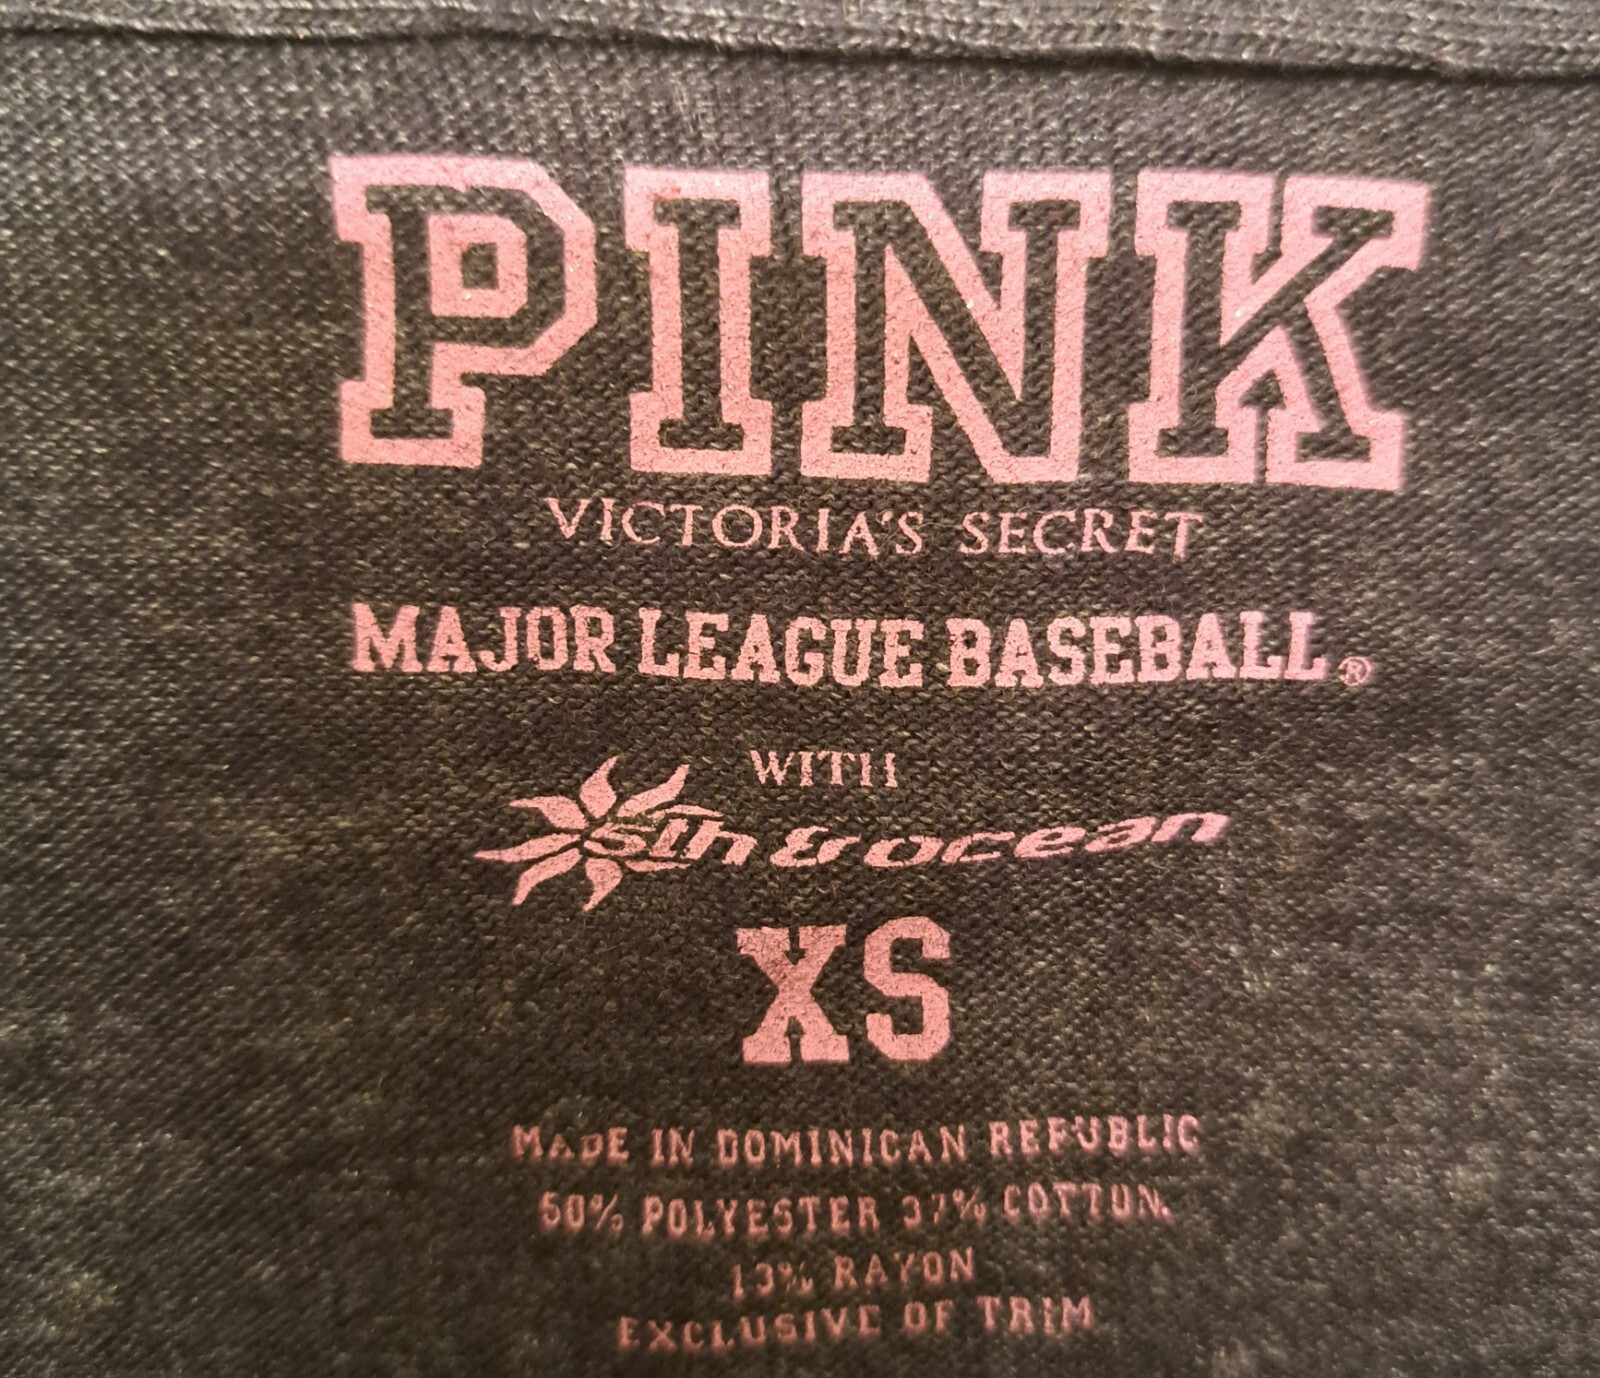 PINK
VICTORIA'S SECRET
MAJOR LEAGUE BASEBALL®
WITH
5th & ocean
XS
MADE IN DOMINICAN REPUBLIC
50% POLYESTER 37% COTTON
13% RAYON
EXCLUSIVE OF TRIM